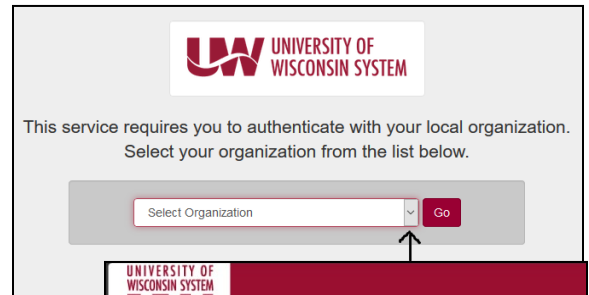 UW UNIVERSITY OF
WISCONSIN SYSTEM
This service requires you to authenticate with your local organization.
Select your organization from the list below.
Select Organization
Go
UNIVERSITY OF
WISCONSIN SYSTEM